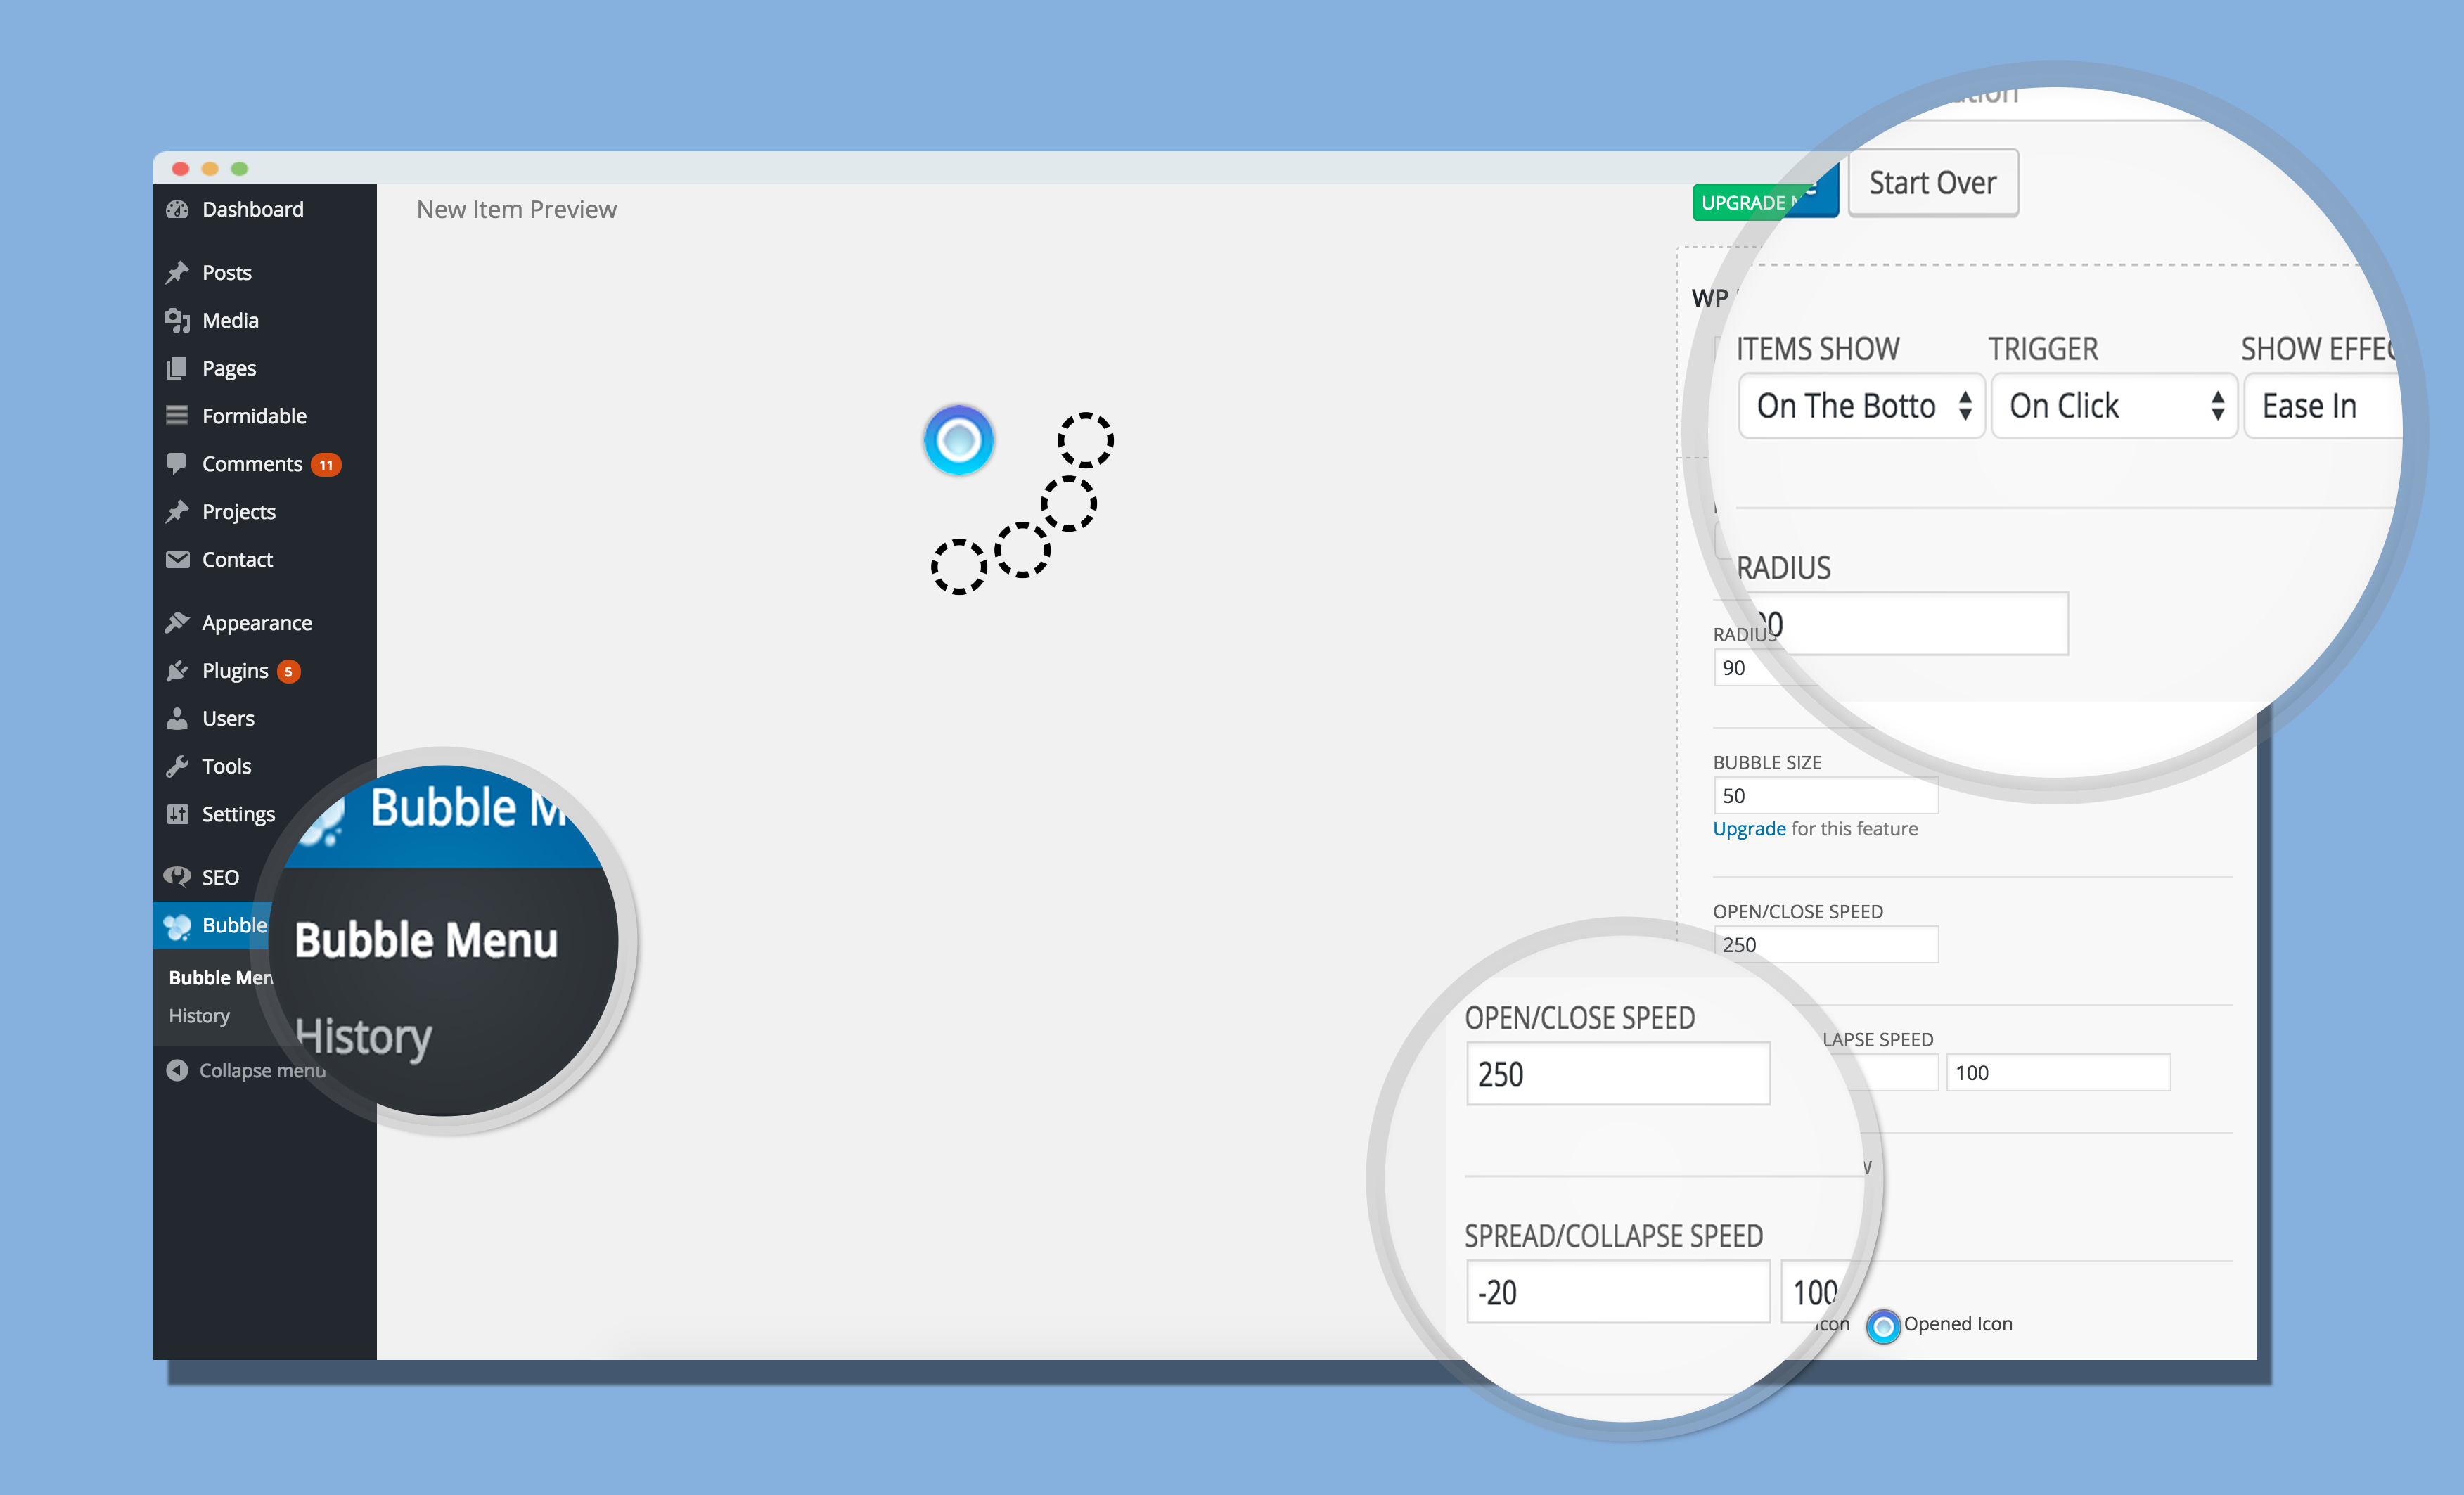 Dashboard
Posts
Media
Pages
Formidable
Comments 11
Projects
Contact
Appearance
Plugins 5
Users
Tools
Settings
SEO
Bubble
Bubble Men
History
Collapse menu
Bubble M
Bubble Menu
History
New Item Preview
UPGRADE
Start Over
WP
ITEMS SHOW TRIGGER SHOW EFFEC
On The Botto On Click Ease In
RADIUS
RADIUS
90
BUBBLE SIZE
50
Upgrade for this feature
OPEN/CLOSE SPEED
250
LAPSE SPEED
100
OPEN/CLOSE SPEED
250
SPREAD/COLLAPSE SPEED
-20 100
Icon Opened Icon